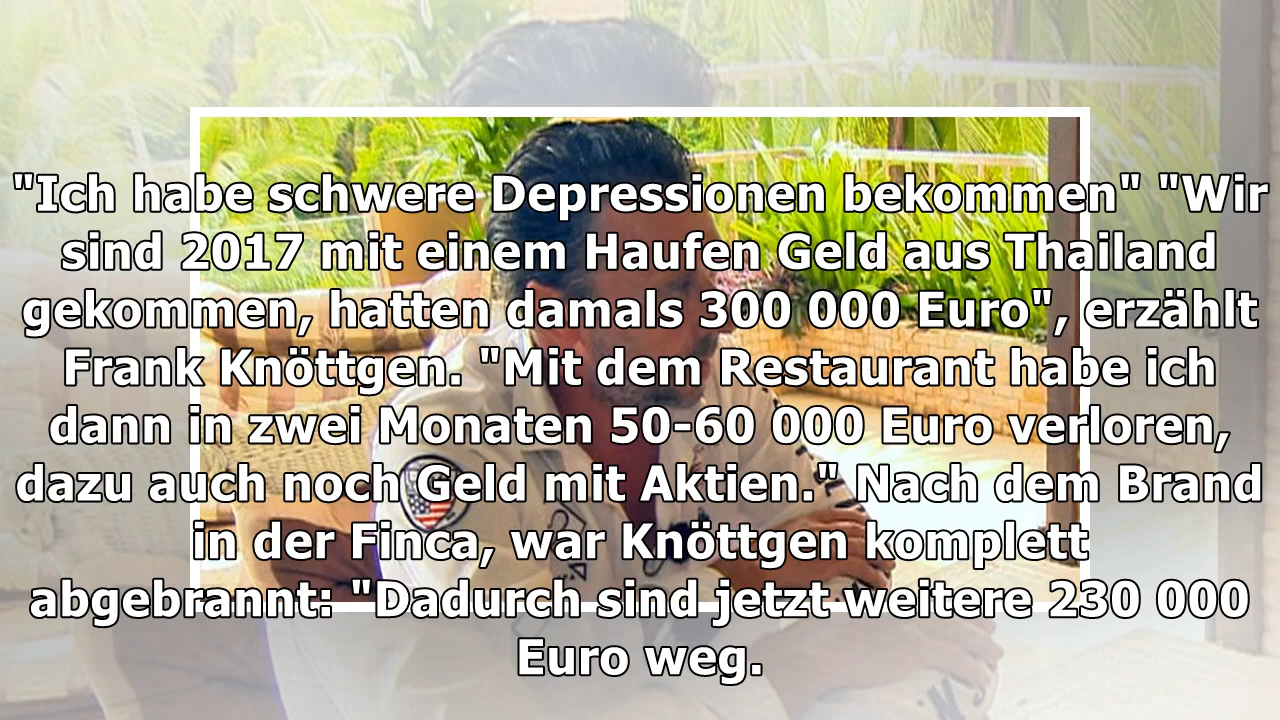 "Ich habe schwere Depressionen bekommen" "Wir
sind 2017 mit einem Haufen Geld aus Thailand
gekommen, hatten damals 300 000 Euro", erzählt
Frank Knöttgen. "Mit dem Restaurant habe ich
dann in zwei Monaten 50-60 000 Euro verloren,
dazu auch noch Geld mit Aktien." Nach dem Brand
in der Finca, war Knöttgen komplett
abgebrannt: "Dadurch sind jetzt weitere 230 000
Euro weg.